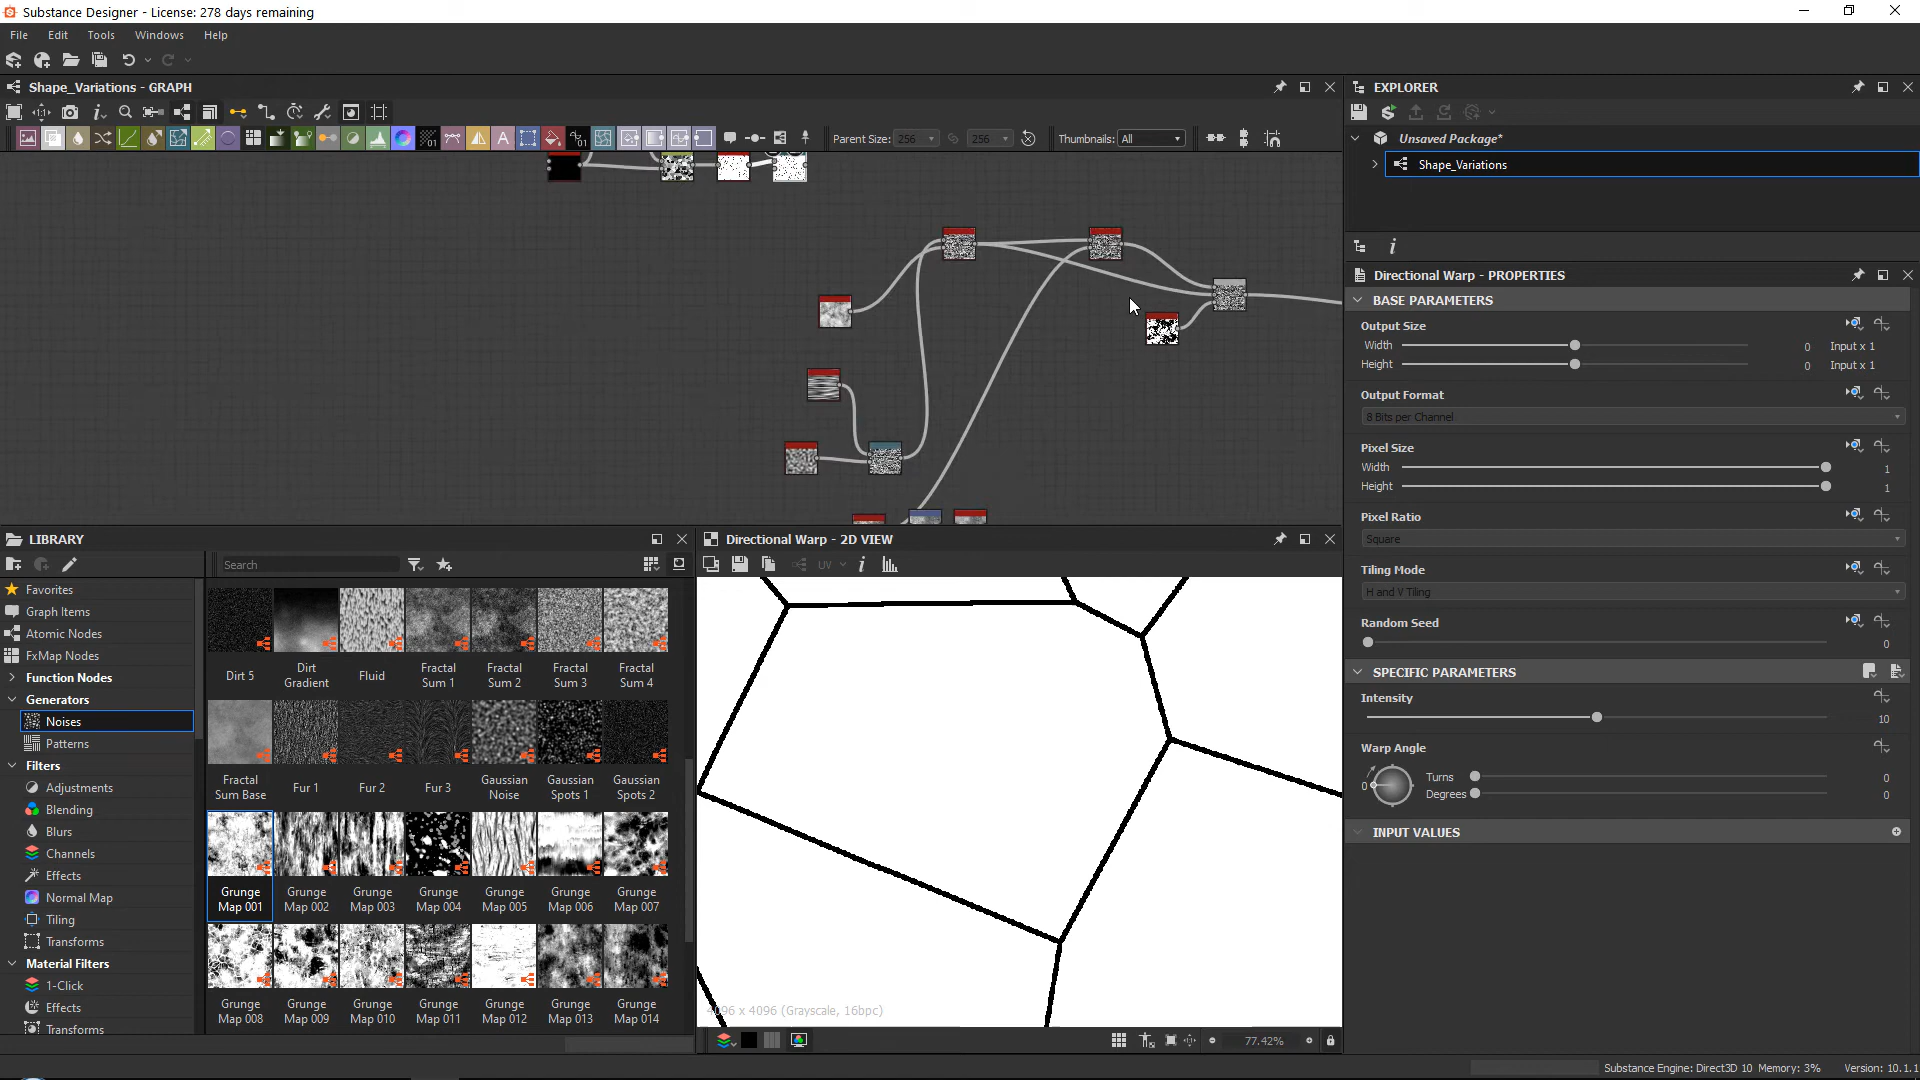 Substance Designer - License: 278 days remaining
File Edit Tools Windows Help
Shape_Variations - GRAPH
Parent Size: 256 256 Thumbnails: All
EXPLORER
Unsaved Package*
Shape_Variations
Directional Warp - PROPERTIES
BASE PARAMETERS
Output Size
Width 0 Input x 1
Height 0 Input x 1
Output Format
8 Bits per Channel
Pixel Size
Width 1
Height 1
Pixel Ratio
Square
Tiling Mode
H and V Tiling
Random Seed
0
SPECIFIC PARAMETERS
Intensity
10
Warp Angle
0 Turns 0
Degrees 0
INPUT VALUES
LIBRARY
Search
Favorites
Graph Items
Atomic Nodes
FxMap Nodes
Function Nodes
Generators
Noises
Patterns
Filters
Adjustments
Blending
Blurs
Channels
Effects
Normal Map
Tiling
Transforms
Material Filters
1-Click
Effects
Transforms
Dirt 5
Dirt Gradient
Fluid
Fractal Sum 1
Fractal Sum 2
Fractal Sum 3
Fractal Sum 4
Fractal Sum Base
Fur 1
Fur 2
Fur 3
Gaussian Noise
Gaussian Spots 1
Gaussian Spots 2
Grunge Map 001
Grunge Map 002
Grunge Map 003
Grunge Map 004
Grunge Map 005
Grunge Map 006
Grunge Map 007
Grunge Map 008
Grunge Map 009
Grunge Map 010
Grunge Map 011
Grunge Map 012
Grunge Map 013
Grunge Map 014
Directional Warp - 2D VIEW
UV
4096 x 4096 (Grayscale, 16bpc)
77.42%
Substance Engine: Direct3D 10 Memory: 3% Version: 10.1.1